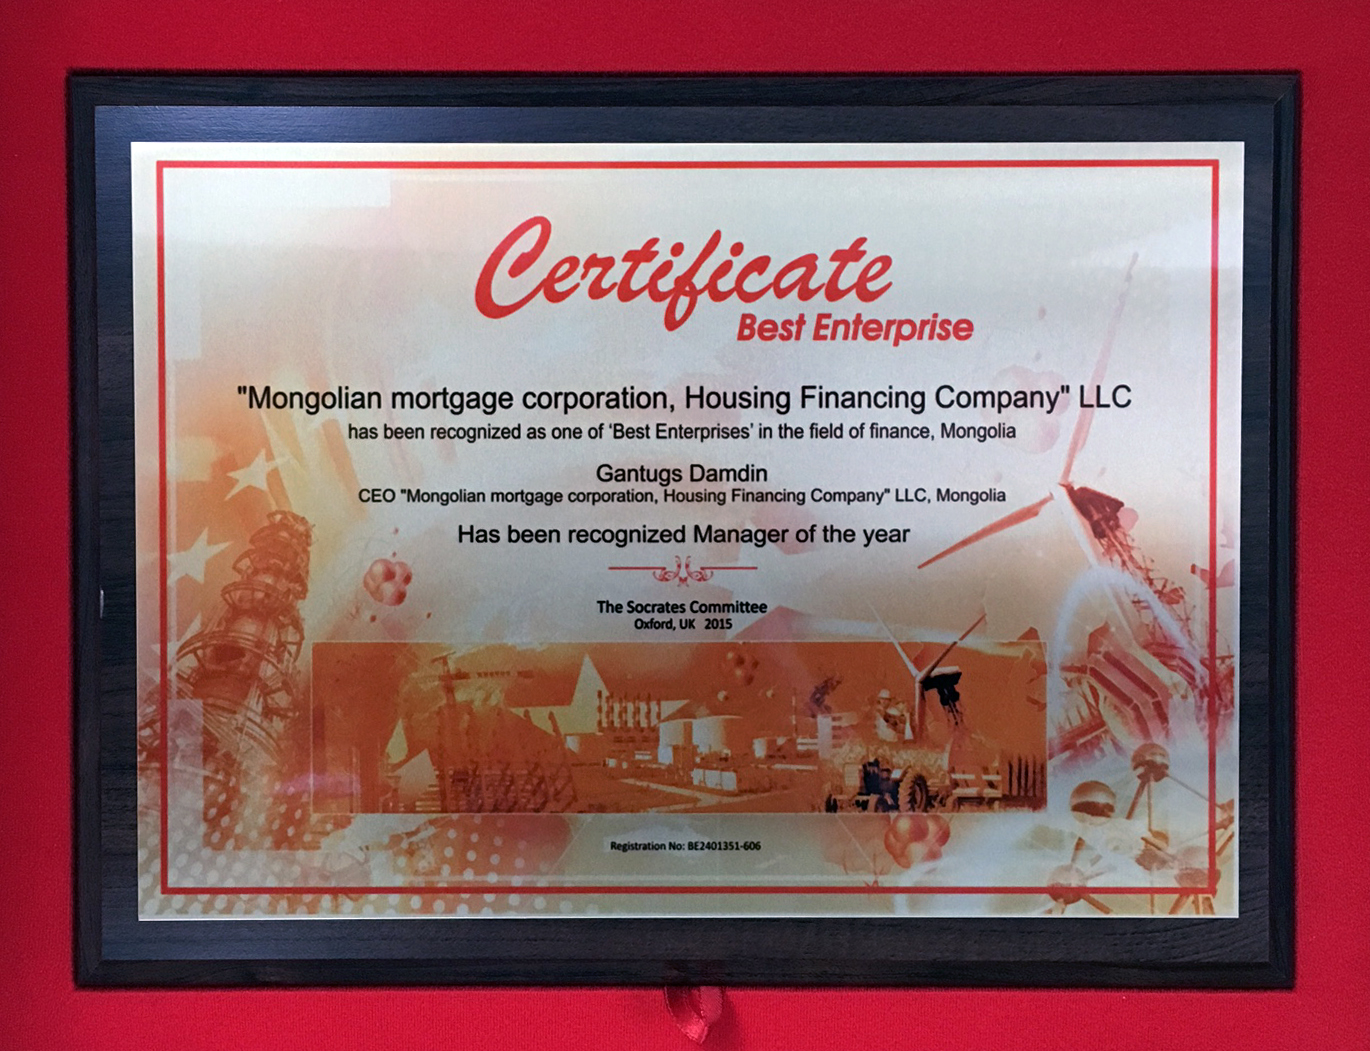 Certificate
Best Enterprise
"Mongolian mortgage corporation, Housing Financing Company" LLC
has been recognized as one of ‘Best Enterprises’ in the field of finance, Mongolia
Gantugs Damdin
CEO "Mongolian mortgage corporation, Housing Financing Company" LLC, Mongolia
Has been recognized Manager of the year
The Socrates Committee
Oxford, UK 2015
Registration No: BE2401351-606